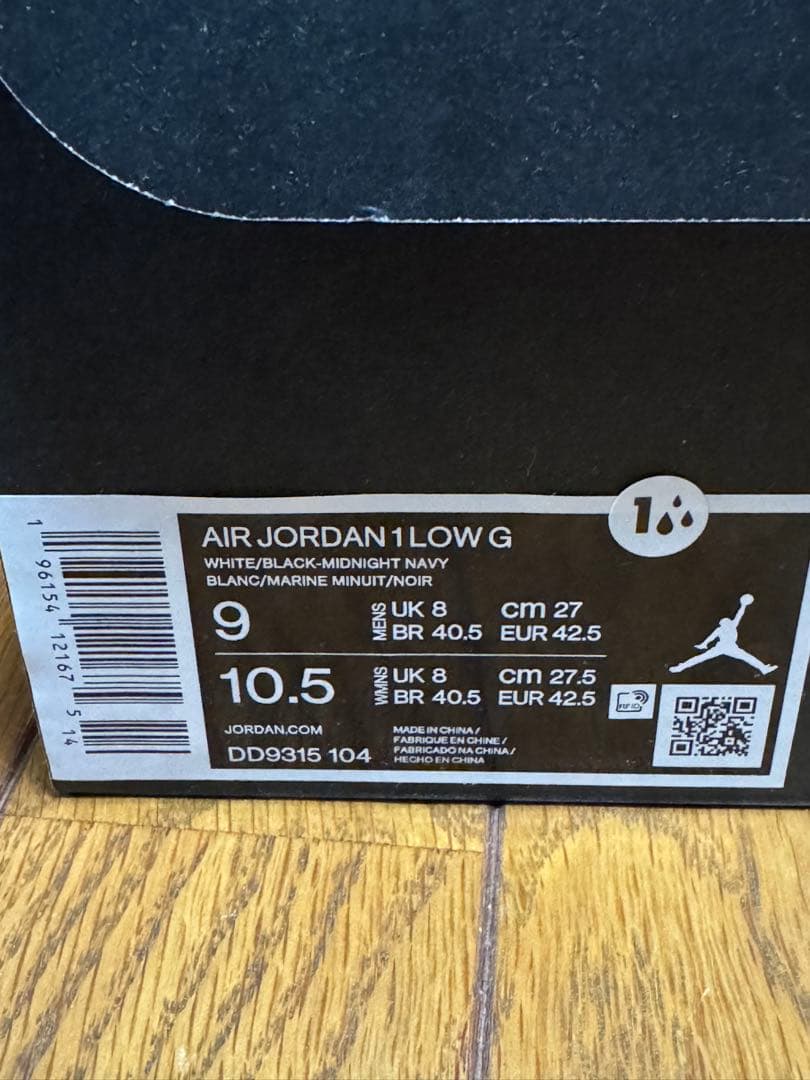 1
AIR JORDAN 1 LOW G
WHITE/BLACK-MIDNIGHT NAVY
BLANC/MARINE MINUIT/NOIR
9
MENS
UK 8 cm 27
BR 40.5 EUR 42.5
10.5
WMNS
UK 8 cm 27.5
BR 40.5 EUR 42.5
RFID
JORDAN.COM
DD9315 104
MADE IN CHINA /
FABRIQUE EN CHINE /
FABRICADO NA CHINA /
HECHO EN CHINA
1 96154 12167 5 14